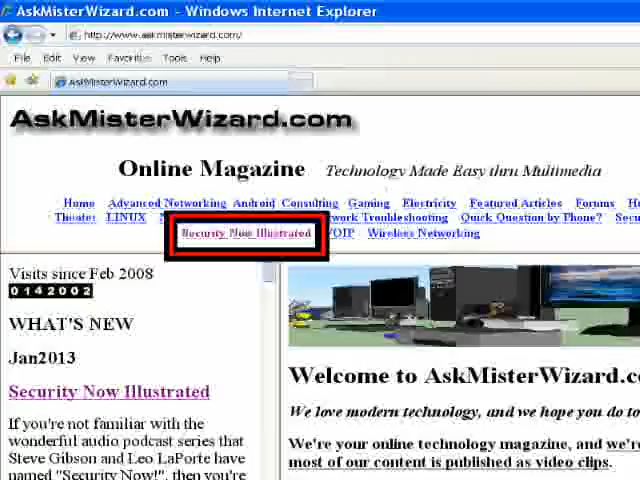 AskMisterWizard.com - Windows Internet Explorer
http://www.askmisterwizard.com/
File Edit View Favorites Tools Help
AskMisterWizard.com
AskMisterWizard.com
Online Magazine Technology Made Easy thru Multimedia
Home Advanced Networking Android Consulting Gaming Electricity Featured Articles Forums
Theater LINUX work Troubleshooting Quick Question by Phone?
Security Now Illustrated VOIP Wireless Networking
Visits since Feb 2008
0142002
WHAT'S NEW
Jan2013
Security Now Illustrated
If you're not familiar with the
wonderful audio podcast series that
Steve Gibson and Leo LaPorte have
named "Security Now!", then you're
Welcome to AskMisterWizard.co
We love modern technology, and we hope you do to
We're your online technology magazine, and we're
most of our content is published as video clips.